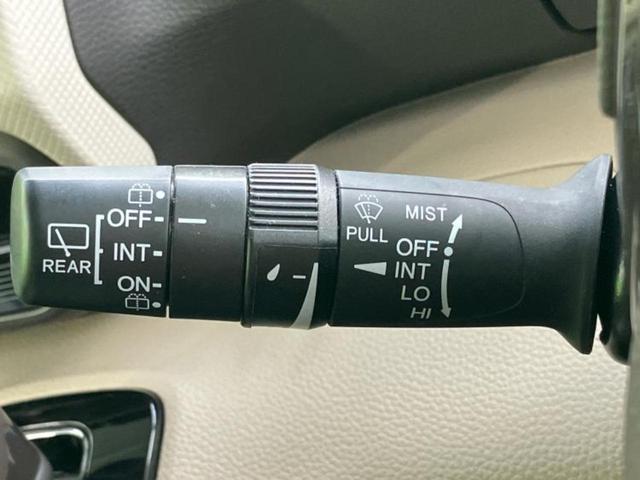 REAR
OFF
INT
ON
PULL
MIST
OFF
INT
LO
HI